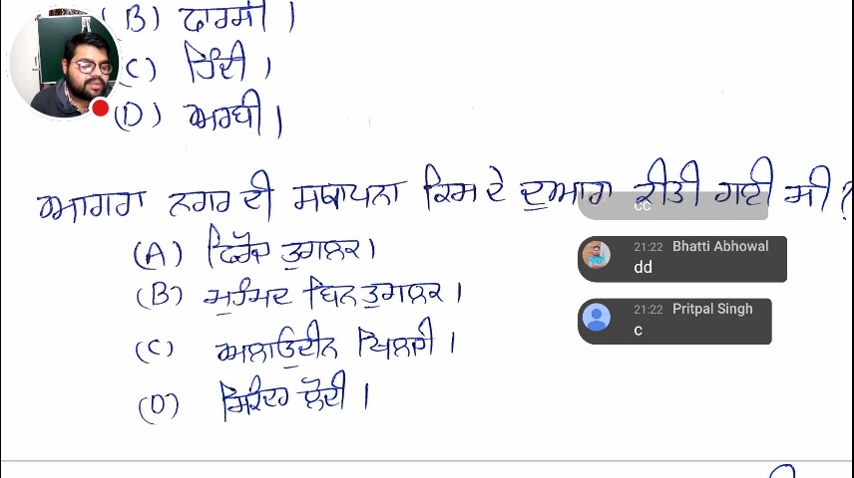 (B) ਫਾਰਸੀ ।
(C) ਹਿੰਦੀ ।
(D) ਅਰਬੀ ।
ਆਗਰਾ ਨਗਰ ਦੀ ਸਥਾਪਨਾ ਕਿਸ ਦੇ ਦੁਆਰਾ ਕੀਤੀ ਗਈ ਸੀ ?
(A) ਫਿਰੋਜ ਤੁਗਲਕ ।
(B) ਮੁਹੰਮਦ ਬਿਨ ਤੁਗਲਕ ।
(C) ਅਲਾਉਦੀਨ ਖਿਲਜੀ ।
(D) ਸਿਕੰਦਰ ਲੋਦੀ ।
cc
21:22 Bhatti Abhowal
dd
21:22 Pritpal Singh
c